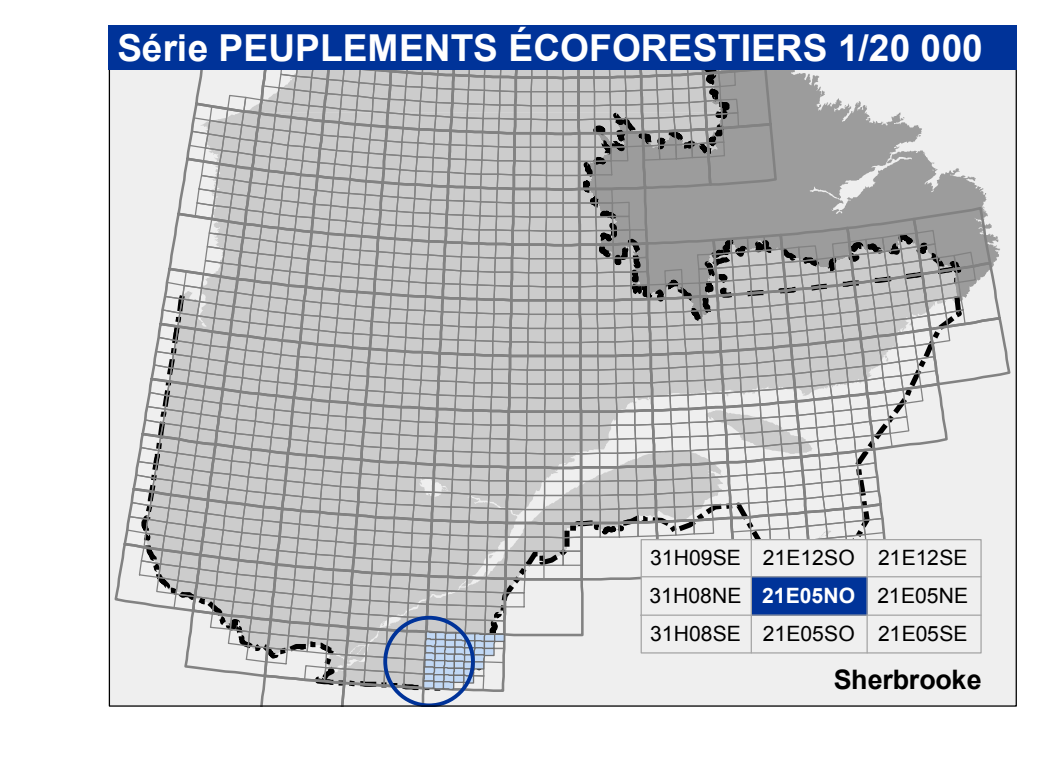 Série PEUPLEMENTS ÉCOFORESTIERS 1/20 000
31H09SE 21E12SO 21E12SE
31H08NE 21E05NO 21E05NE
31H08SE 21E05SO 21E05SE
Sherbrooke